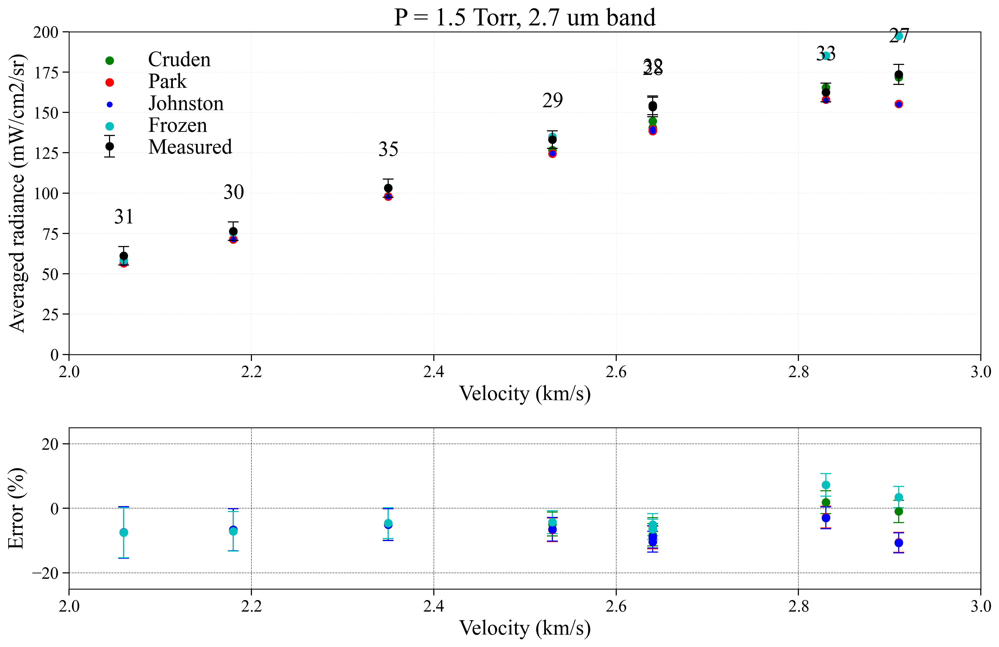 P = 1.5 Torr, 2.7 um band
Averaged radiance (mW/cm2/sr)
200
175
150
125
100
75
50
25
0
Cruden
Park
Johnston
Frozen
Measured
31
30
35
29
33
27
2.0 2.2 2.4 2.6 2.8 3.0
Velocity (km/s)
Error (%)
20
0
−20
2.0 2.2 2.4 2.6 2.8 3.0
Velocity (km/s)